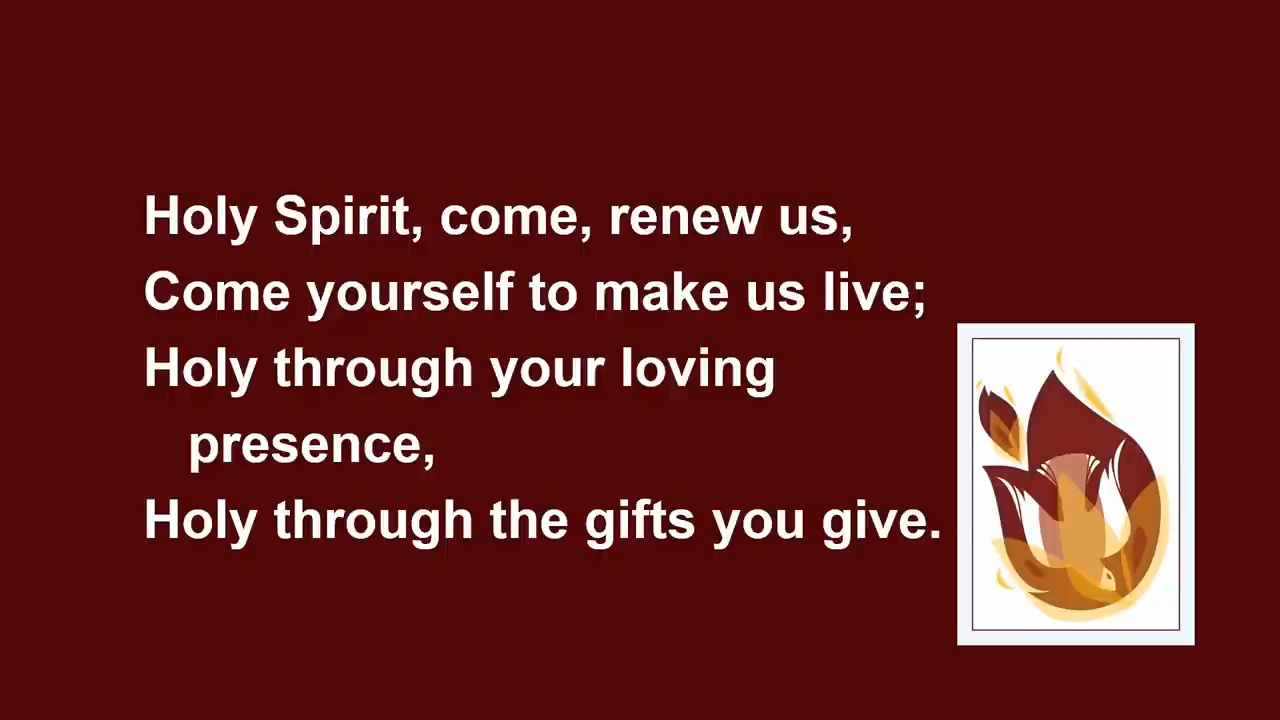 Holy Spirit, come, renew us,
Come yourself to make us live;
Holy through your loving
presence,
Holy through the gifts you give.